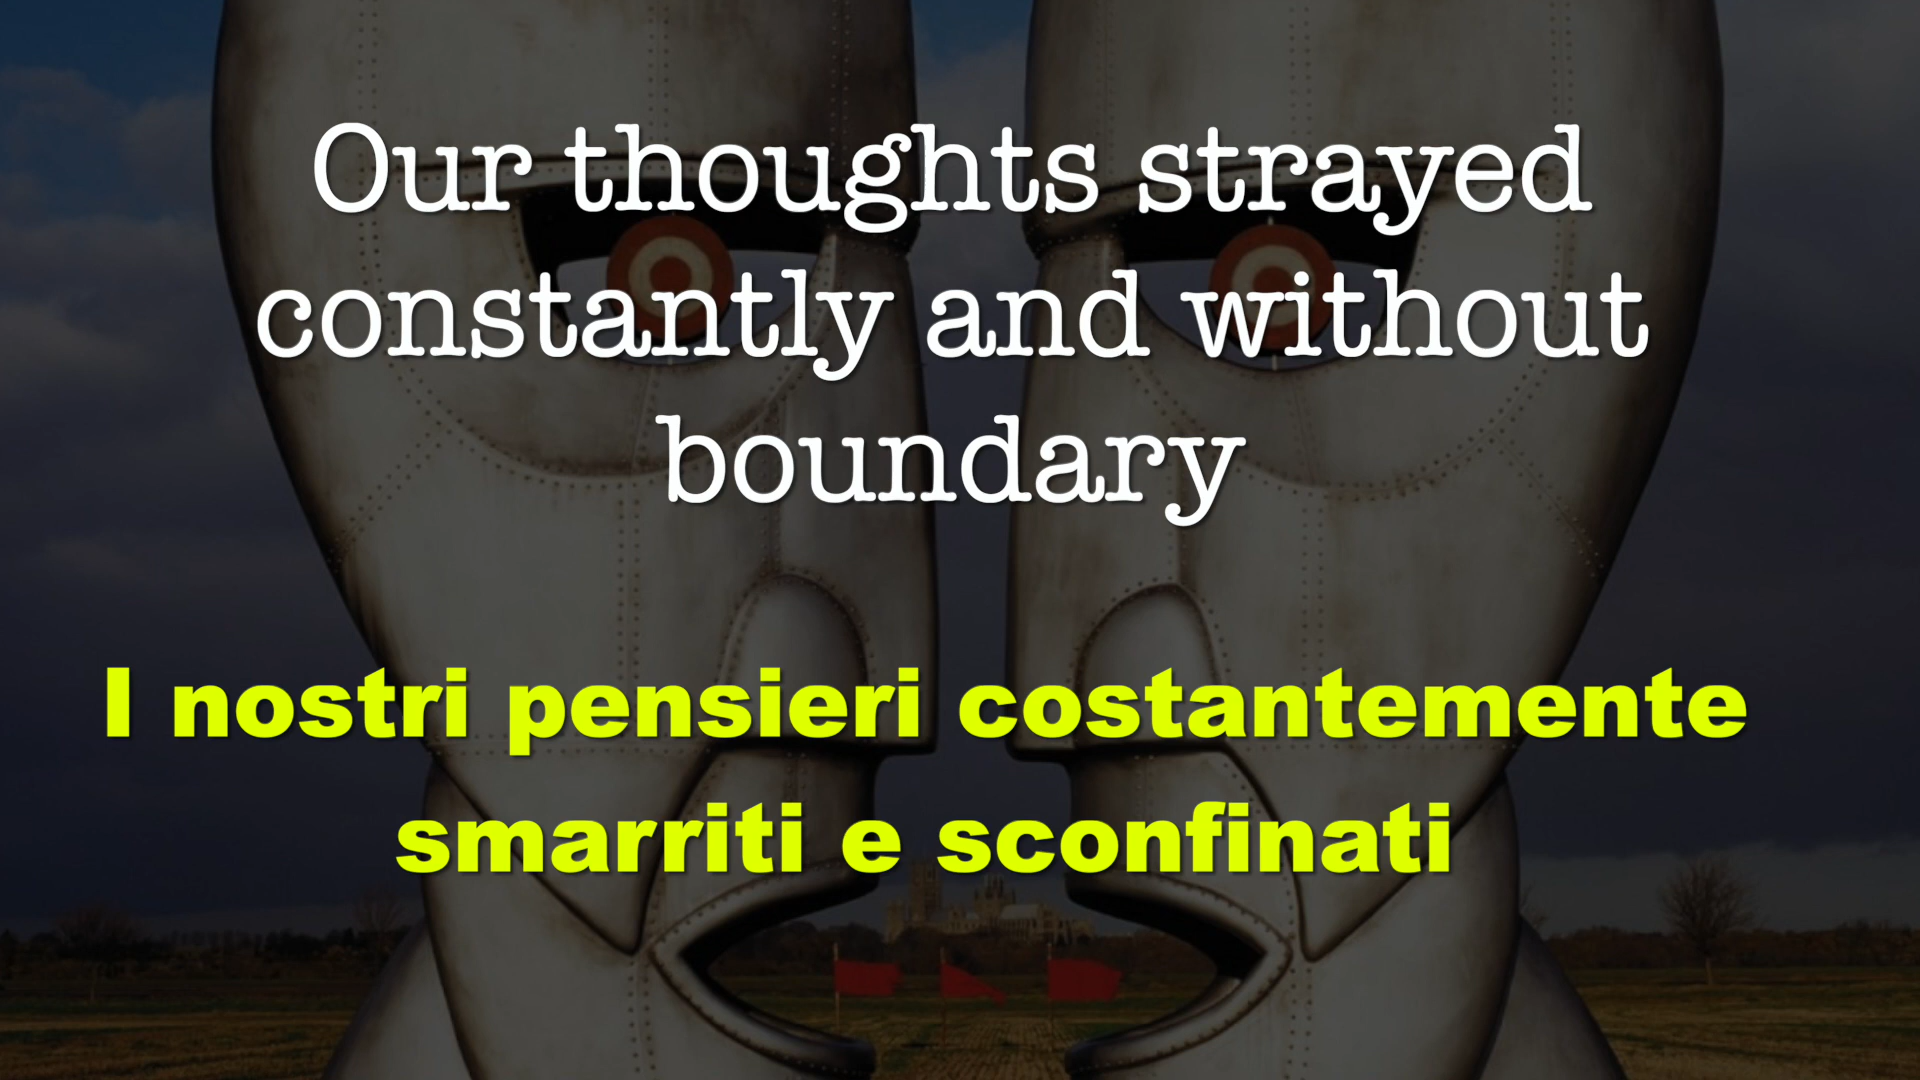 Our thoughts strayed
constantly and without
boundary
I nostri pensieri costantemente
smarriti e sconfinati